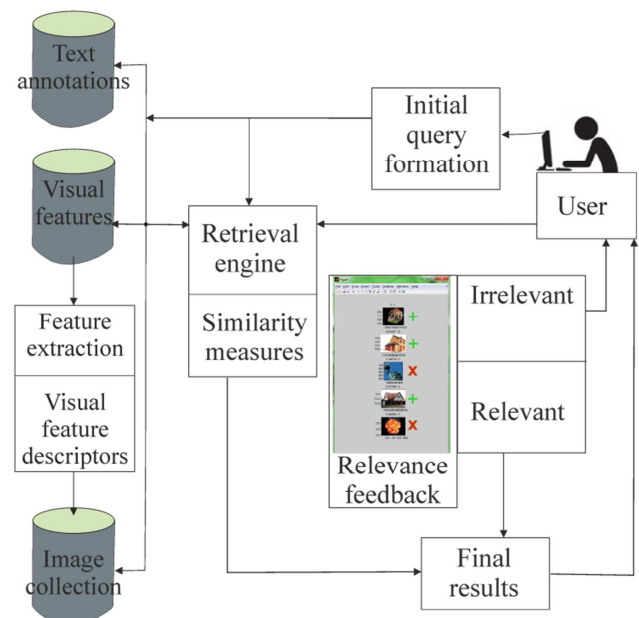 Text
annotations
Initial
query
formation
Visual
features
User
Retrieval
engine
Similarity
measures
Feature
extraction
Visual
feature
descriptors
Irrelevant
Relevant
Relevance
feedback
Image
collection
Final
results